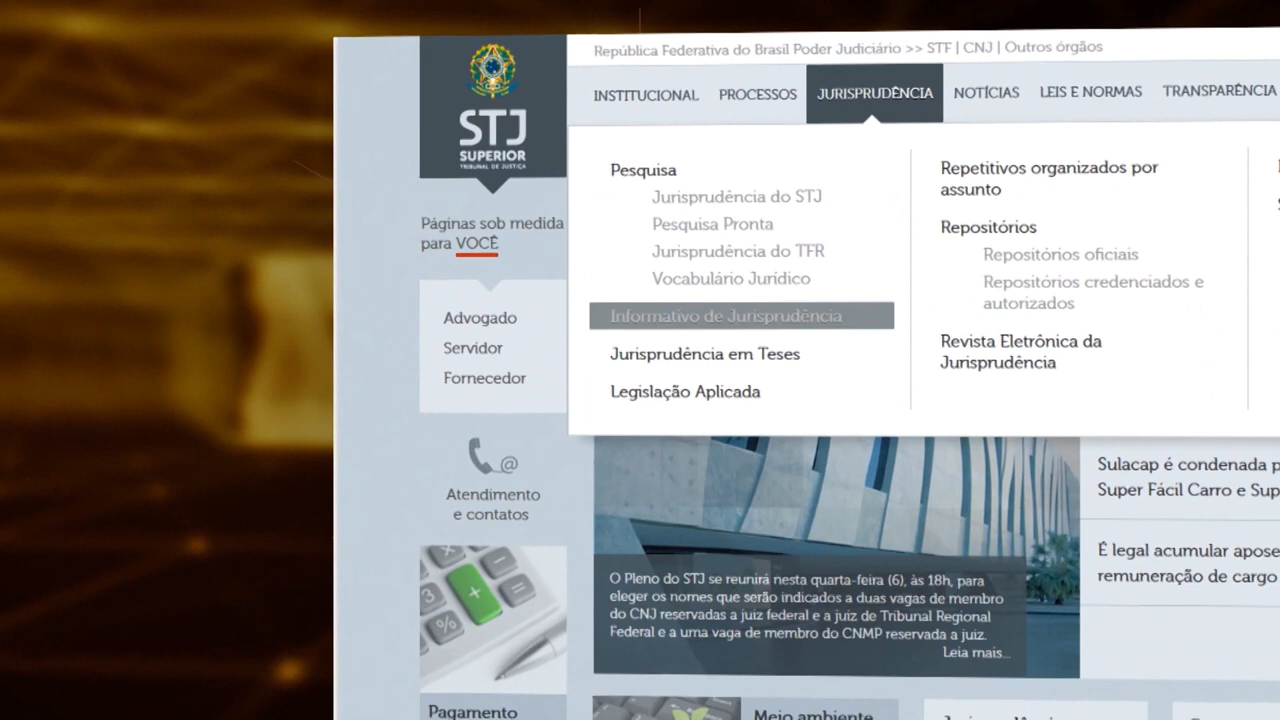 República Federativa do Brasil Poder Judiciário >> STF | CNJ | Outros órgãos
INSTITUCIONAL PROCESSOS JURISPRUDÊNCIA NOTÍCIAS LEIS E NORMAS TRANSPARÊNCIA
STJ
SUPERIOR
TRIBUNAL DE JUSTIÇA
Páginas sob medida
para VOCÊ
Advogado
Servidor
Fornecedor
@
Atendimento
e contatos
Pagamento
Pesquisa
Jurisprudência do STJ
Pesquisa Pronta
Jurisprudência do TFR
Vocabulário Jurídico
Informativo de Jurisprudência
Jurisprudência em Teses
Legislação Aplicada
Repetitivos organizados por
assunto
Repositórios
Repositórios oficiais
Repositórios credenciados e
autorizados
Revista Eletrônica da
Jurisprudência
O Pleno do STJ se reunirá nesta quarta-feira (6), às 18h, para
eleger os nomes que serão indicados a duas vagas de membro
do CNJ reservadas a juiz federal e a juiz de Tribunal Regional
Federal e a uma vaga de membro do CNMP reservada a juiz.
Leia mais...
Sulacap é condenada p
Super Fácil Carro e Sup
É legal acumular apose
remuneração de cargo
Meio ambiente